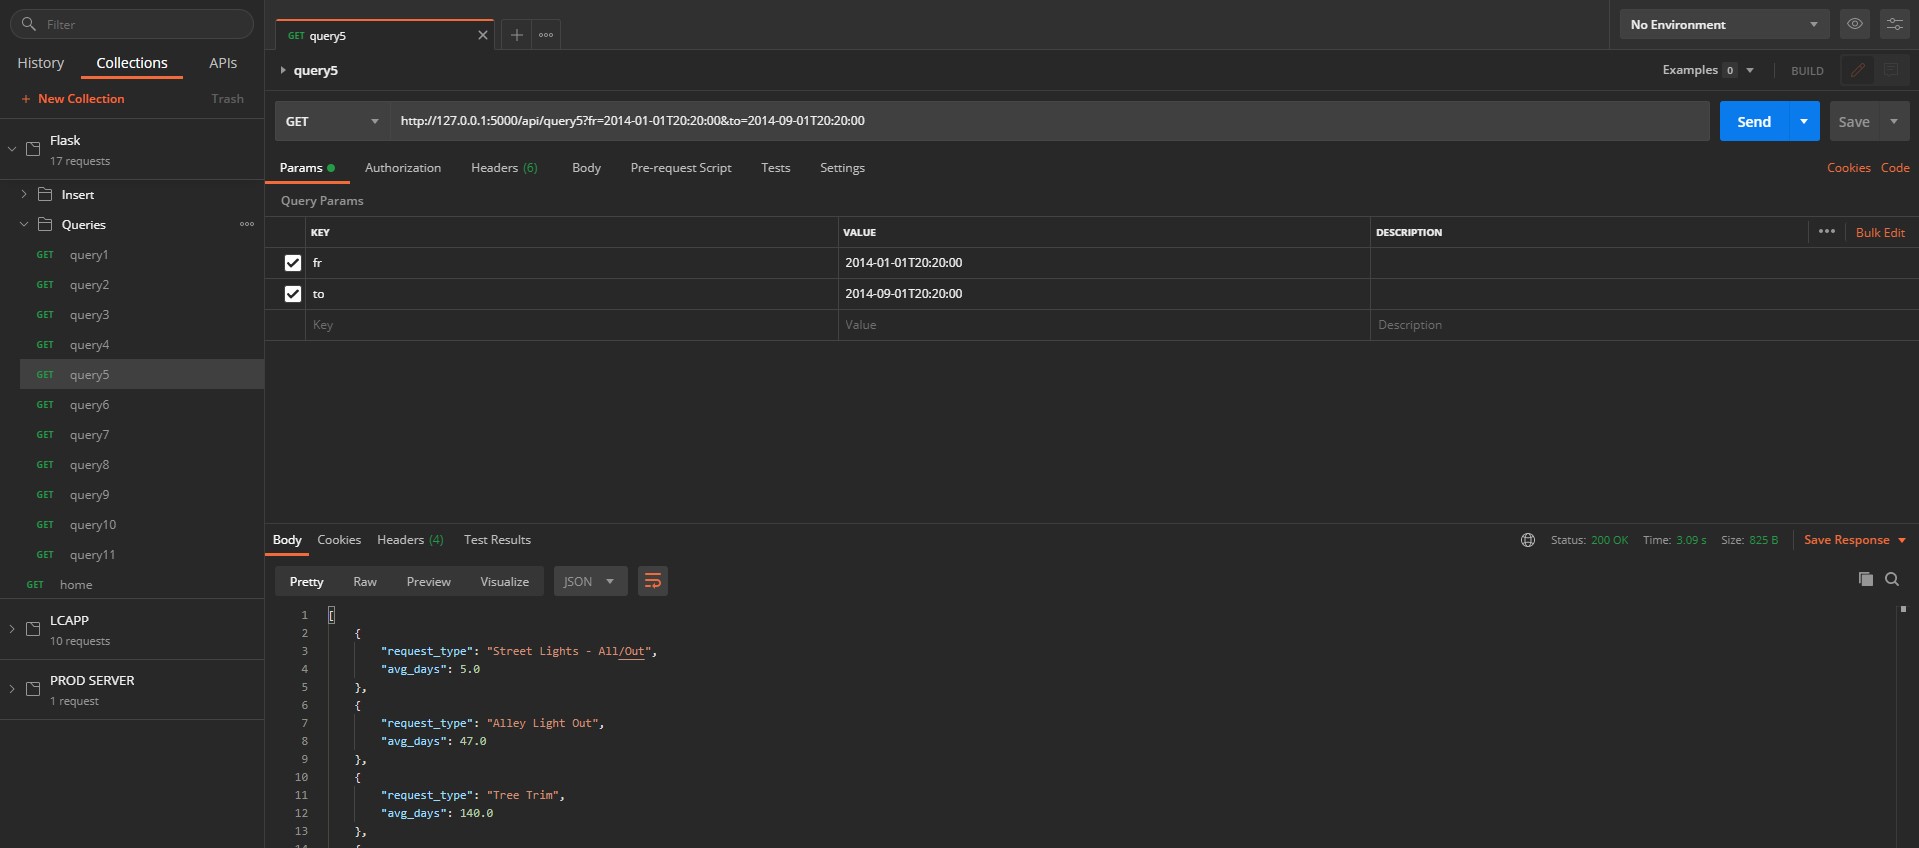 Filter
History Collections APIs
+ New Collection Trash
Flask
17 requests
Insert
Queries
GET query1
GET query2
GET query3
GET query4
GET query5
GET query6
GET query7
GET query8
GET query9
GET query10
GET query11
GET home
LCAPP
10 requests
PROD SERVER
1 request
GET query5
No Environment
query5
Examples 0 BUILD
GET http://127.0.0.1:5000/api/query5?fr=2014-01-01T20:20:00&to=2014-09-01T20:20:00 Send Save
Params Authorization Headers (6) Body Pre-request Script Tests Settings Cookies Code
Query Params
KEY VALUE DESCRIPTION ••• Bulk Edit
fr 2014-01-01T20:20:00
to 2014-09-01T20:20:00
Key Value Description
Body Cookies Headers (4) Test Results Status: 200 OK Time: 3.09 s Size: 825 B Save Response
Pretty Raw Preview Visualize JSON
1 [
2 {
3 "request_type": "Street Lights - All/Out",
4 "avg_days": 5.0
5 },
6 {
7 "request_type": "Alley Light Out",
8 "avg_days": 47.0
9 },
10 {
11 "request_type": "Tree Trim",
12 "avg_days": 140.0
13 },